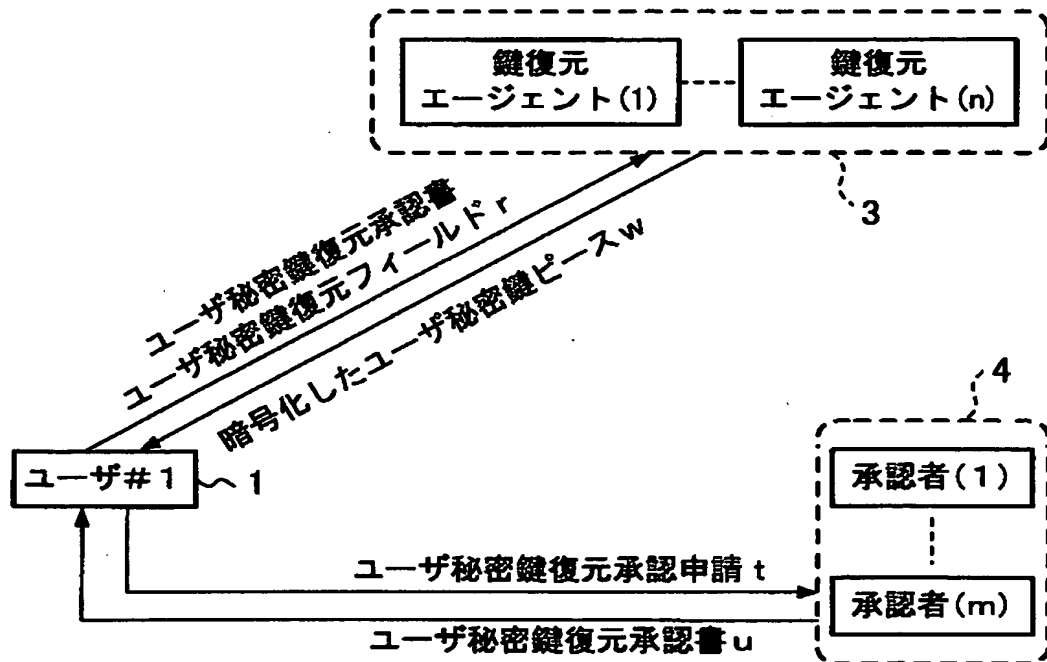 鍵復元
エージェント(1)
鍵復元
エージェント(n)
3
ユーザ秘密鍵復元承認書
ユーザ秘密鍵復元フィールドr
暗号化したユーザ秘密鍵ピースw
4
ユーザ#1
1
承認者(1)
ユーザ秘密鍵復元承認申請t
承認者(m)
ユーザ秘密鍵復元承認書u